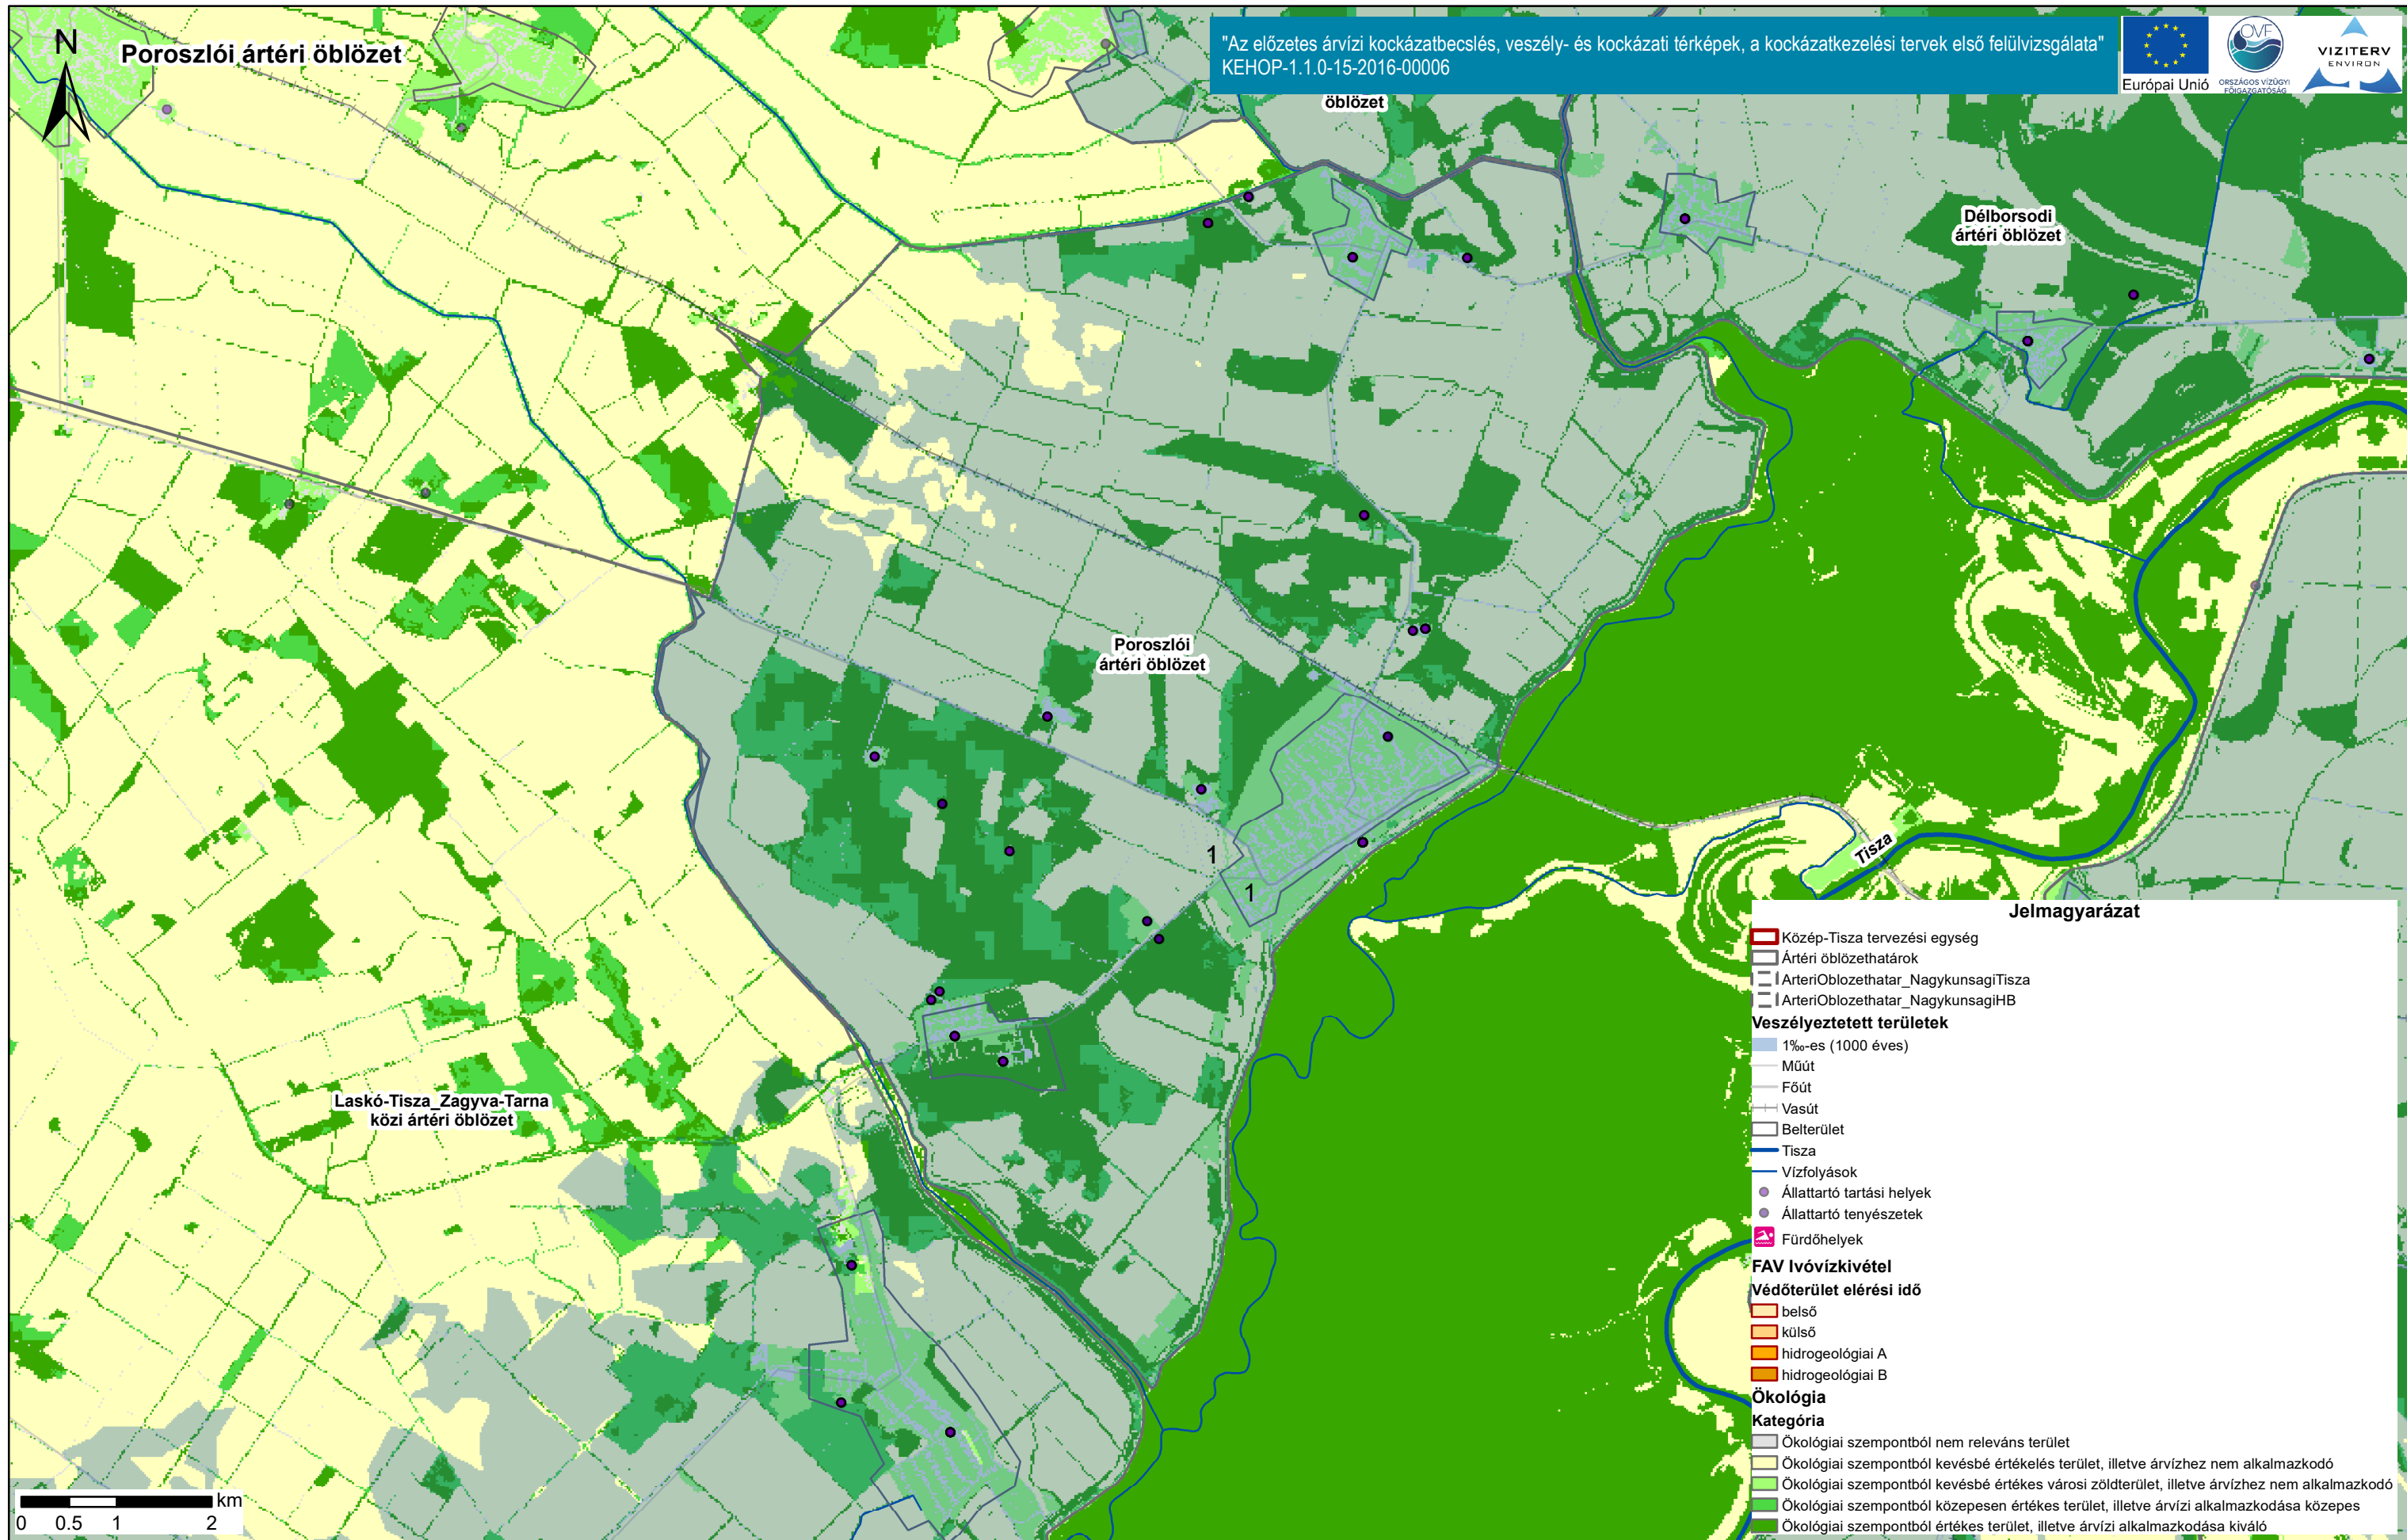 N
Poroszlói ártéri öblözet
"Az előzetes árvízi kockázatbecslés, veszély- és kockázati térképek, a kockázatkezelési tervek első felülvizsgálata"
KEHOP-1.1.0-15-2016-00006
Európai Unió
OVF
ORSZÁGOS VÍZÜGYI
FŐIGAZGATÓSÁG
VIZITERV
ENVIRON
öblözet
Délborsodi
ártéri öblözet
Poroszlói
ártéri öblözet
1
1
Tisza
Laskó-Tisza_Zagyva-Tarna
közi ártéri öblözet
Jelmagyarázat
Közép-Tisza tervezési egység
Ártéri öblözethatárok
ArteriOblozethatar_NagykunsagiTisza
ArteriOblozethatar_NagykunsagiHB
Veszélyeztetett területek
1‰-es (1000 éves)
Műút
Főút
Vasút
Belterület
Tisza
Vízfolyások
Állattartó tartási helyek
Állattartó tenyészetek
Fürdőhelyek
FAV Ivóvízkivétel
Védőterület elérési idő
belső
külső
hidrogeológiai A
hidrogeológiai B
Ökológia
Kategória
Ökológiai szempontból nem releváns terület
Ökológiai szempontból kevésbé értékelés terület, illetve árvízhez nem alkalmazkodó
Ökológiai szempontból kevésbé értékes városi zöldterület, illetve árvízhez nem alkalmazkodó
Ökológiai szempontból közepesen értékes terület, illetve árvízi alkalmazkodása közepes
Ökológiai szempontból értékes terület, illetve árvízi alkalmazkodása kiváló
km
0 0.5 1 2